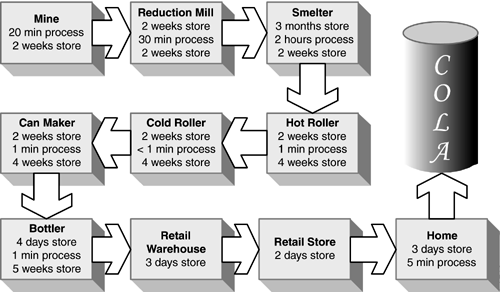 Mine
20 min process
2 weeks store
Reduction Mill
2 weeks store
30 min process
2 weeks
Smelter
3 months store
2 hours process
2 weeks store
Can Maker
2 weeks store
1 min process
4 weeks store
Cold Roller
2 weeks store
< 1 min process
4 weeks store
Hot Roller
2 weeks store
1 min process
4 weeks store
COLA
Bottler
4 days store
1 min process
5 weeks store
Retail
Warehouse
3 days store
Retail Store
2 days store
Home
3 days store
5 min process